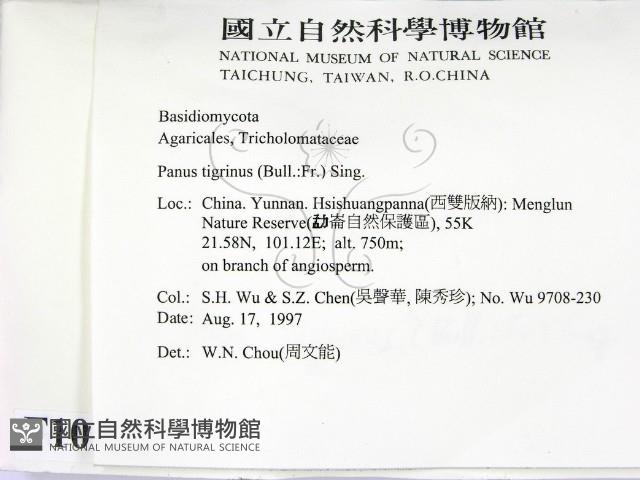 國立自然科學博物館
NATIONAL MUSEUM OF NATURAL SCIENCE
TAICHUNG, TAIWAN, R.O.CHINA
Basidiomycota
Agaricales, Tricholomataceae
Panus tigrinus (Bull.:Fr.) Sing.
Loc.: China. Yunnan. Hsishuangpanna(西雙版納): Menglun
Nature Reserve(勐崙自然保護區), 55K
21.58N, 101.12E; alt. 750m;
on branch of angiosperm.
Col.: S.H. Wu & S.Z. Chen(吳聲華, 陳秀珍); No. Wu 9708-230
Date: Aug. 17, 1997
Det.: W.N. Chou(周文能)
國立自然科學博物館
NATIONAL MUSEUM OF NATURAL SCIENCE